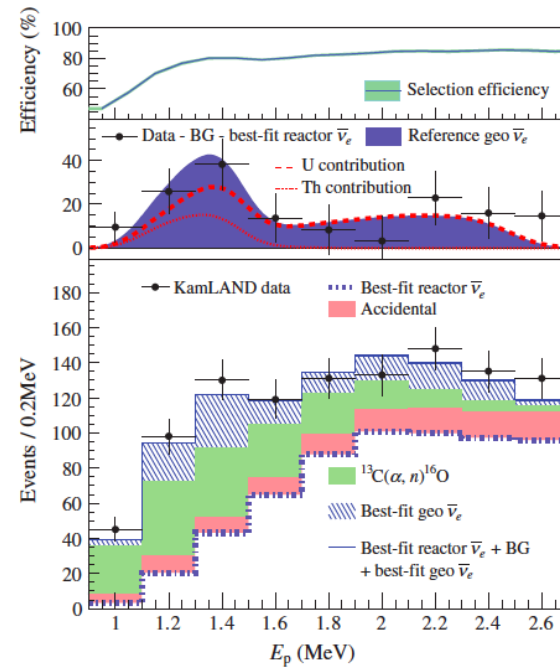 Efficiency (%)
100
80
60
Selection efficiency
Data - BG - best-fit reactor ν̄ₑ
Reference geo ν̄ₑ
40
20
0
U contribution
Th contribution
Events / 0.2MeV
180
160
140
120
100
80
60
40
20
0
KamLAND data
Best-fit reactor ν̄ₑ
Accidental
¹³C(α, n)¹⁶O
Best-fit geo ν̄ₑ
Best-fit reactor ν̄ₑ + BG
+ best-fit geo ν̄ₑ
1 1.2 1.4 1.6 1.8 2.0 2.2 2.4 2.6
Eₚ (MeV)